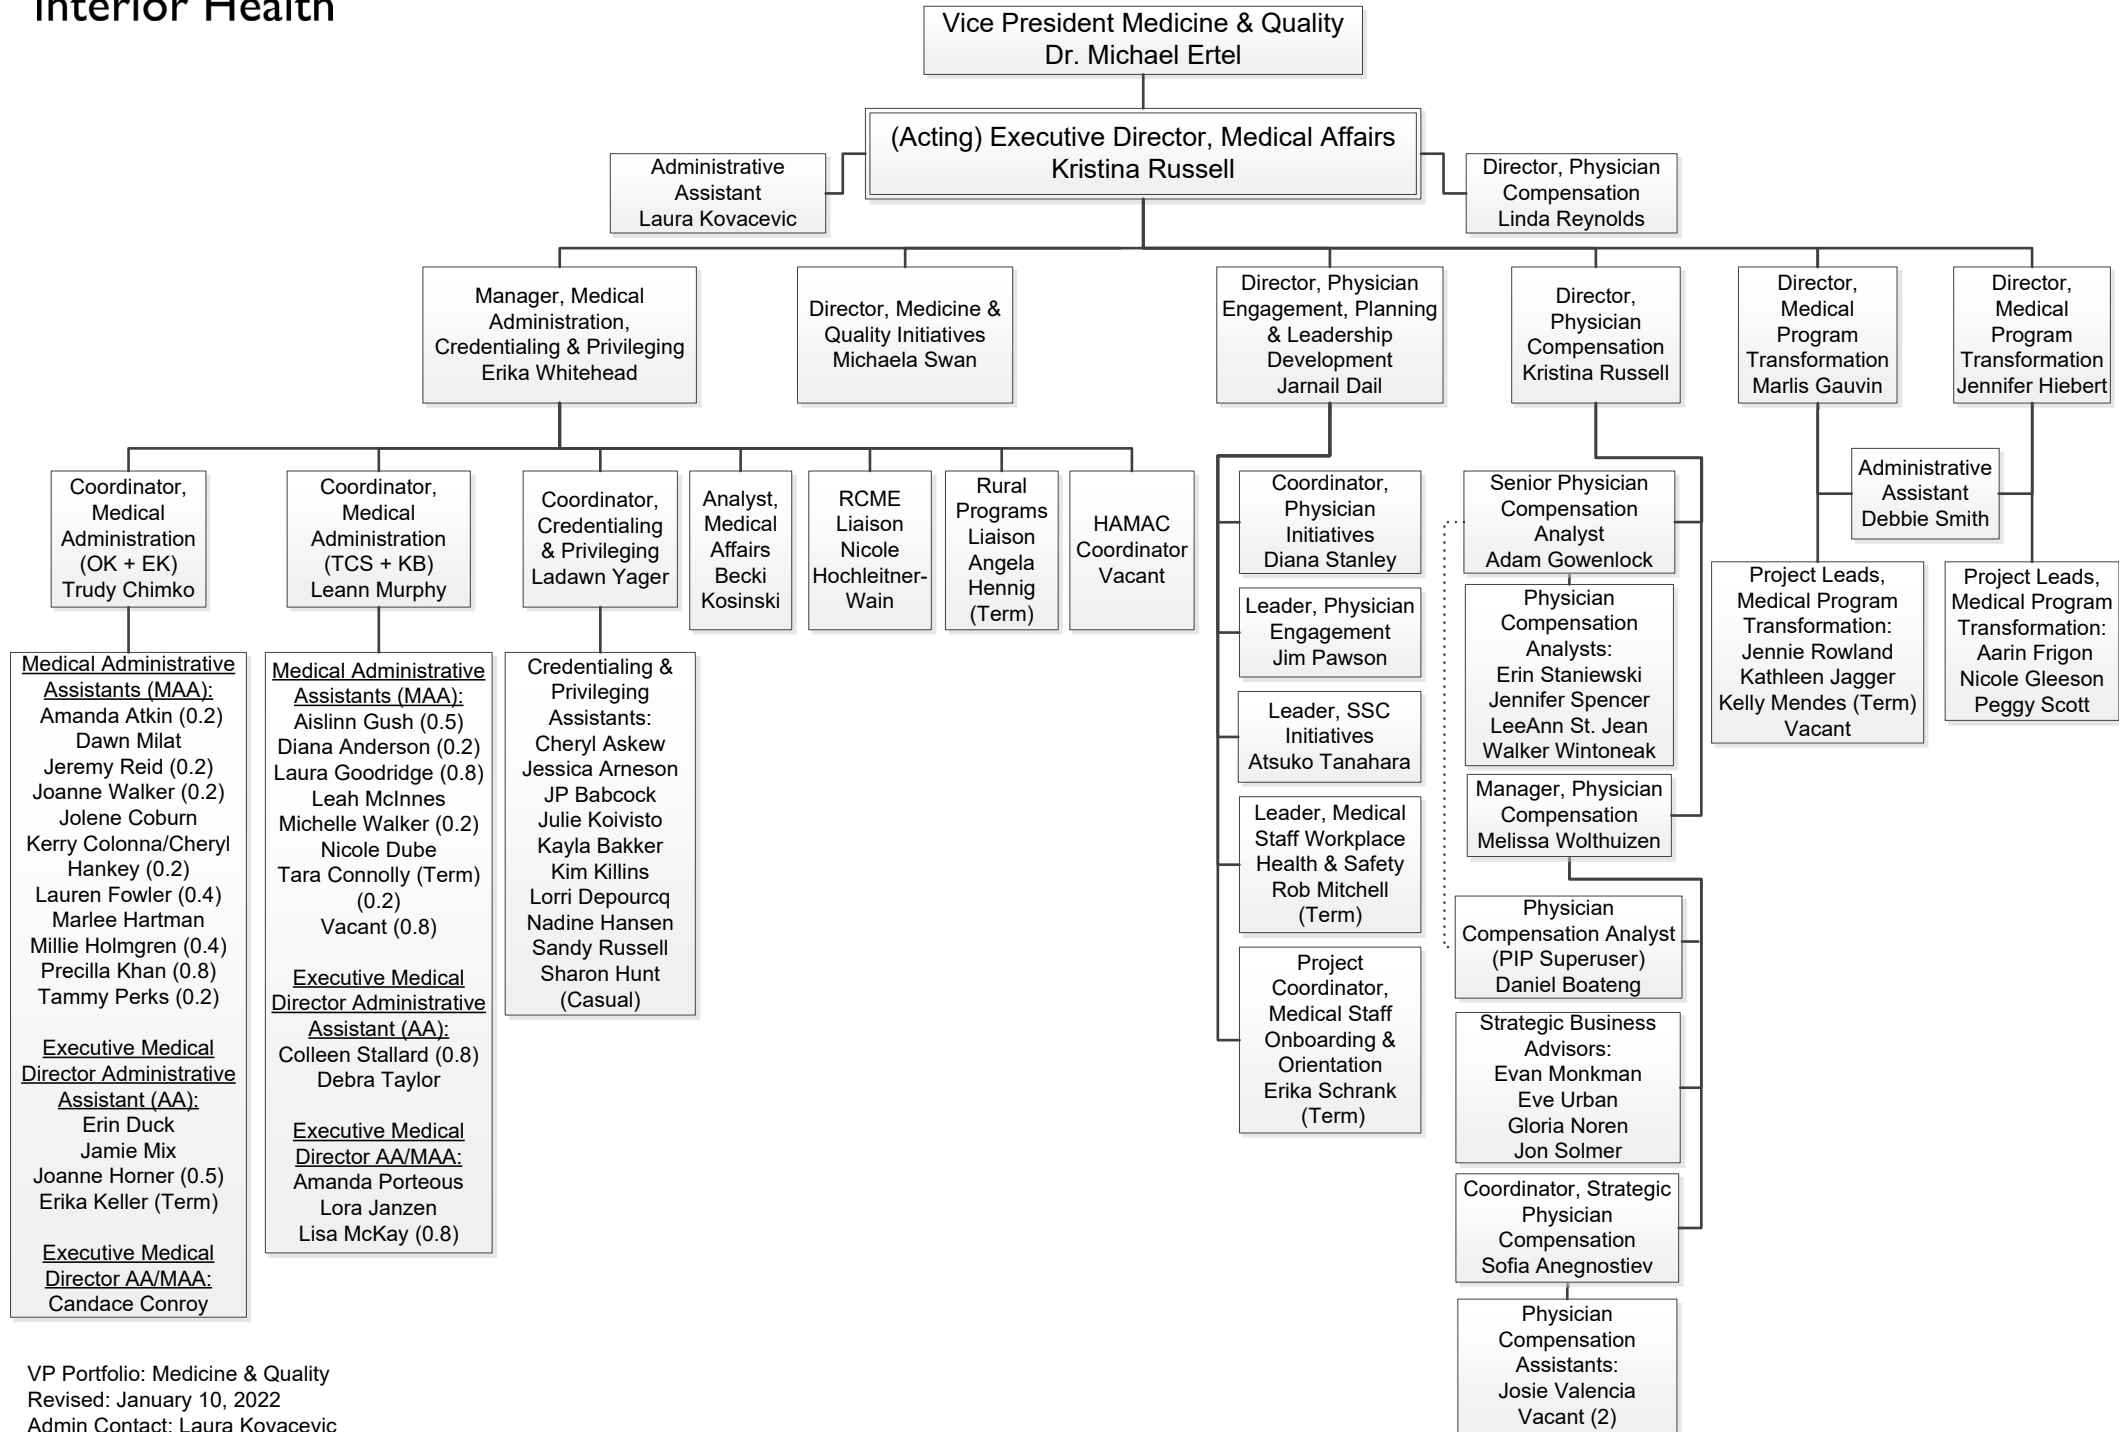 Interior Health
Vice President Medicine & Quality
Dr. Michael Ertel
(Acting) Executive Director, Medical Affairs
Kristina Russell
Administrative
Assistant
Laura Kovacevic
Director, Physician
Compensation
Linda Reynolds
Manager, Medical
Administration,
Credentialing & Privileging
Erika Whitehead
Director, Medicine &
Quality Initiatives
Michaela Swan
Director, Physician
Engagement, Planning
& Leadership
Development
Jarnail Dail
Director,
Physician
Compensation
Kristina Russell
Director,
Medical
Program
Transformation
Marlis Gauvin
Director,
Medical
Program
Transformation
Jennifer Hiebert
Administrative
Assistant
Debbie Smith
Coordinator,
Medical
Administration
(OK + EK)
Trudy Chimko
Coordinator,
Medical
Administration
(TCS + KB)
Leann Murphy
Coordinator,
Credentialing
& Privileging
Ladawn Yager
Analyst,
Medical
Affairs
Becki
Kosinski
RCME
Liaison
Nicole
Hochleitner-
Wain
Rural
Programs
Liaison
Angela
Hennig
(Term)
HAMAC
Coordinator
Vacant
Medical Administrative
Assistants (MAA):
Amanda Atkin (0.2)
Dawn Milat
Jeremy Reid (0.2)
Joanne Walker (0.2)
Jolene Coburn
Kerry Colonna/Cheryl
Hankey (0.2)
Lauren Fowler (0.4)
Marlee Hartman
Millie Holmgren (0.4)
Precilla Khan (0.8)
Tammy Perks (0.2)
Executive Medical
Director Administrative
Assistant (AA):
Erin Duck
Jamie Mix
Joanne Horner (0.5)
Erika Keller (Term)
Executive Medical
Director AA/MAA:
Candace Conroy
Medical Administrative
Assistants (MAA):
Aislinn Gush (0.5)
Diana Anderson (0.2)
Laura Goodridge (0.8)
Leah McInnes
Michelle Walker (0.2)
Nicole Dube
Tara Connolly (Term)
(0.2)
Vacant (0.8)
Executive Medical
Director Administrative
Assistant (AA):
Colleen Stallard (0.8)
Debra Taylor
Executive Medical
Director AA/MAA:
Amanda Porteous
Lora Janzen
Lisa McKay (0.8)
Credentialing &
Privileging
Assistants:
Cheryl Askew
Jessica Arneson
JP Babcock
Julie Koivisto
Kayla Bakker
Kim Killins
Lorri Depourcq
Nadine Hansen
Sandy Russell
Sharon Hunt
(Casual)
Coordinator,
Physician
Initiatives
Diana Stanley
Leader, Physician
Engagement
Jim Pawson
Leader, SSC
Initiatives
Atsuko Tanahara
Leader, Medical
Staff Workplace
Health & Safety
Rob Mitchell
(Term)
Project
Coordinator,
Medical Staff
Onboarding &
Orientation
Erika Schrank
(Term)
Senior Physician
Compensation
Analyst
Adam Gowenlock
Physician
Compensation
Analysts:
Erin Staniewski
Jennifer Spencer
LeeAnn St. Jean
Walker Wintoneak
Manager, Physician
Compensation
Melissa Wolthuizen
Physician
Compensation Analyst
(PIP Superuser)
Daniel Boateng
Strategic Business
Advisors:
Evan Monkman
Eve Urban
Gloria Noren
Jon Solmer
Coordinator, Strategic
Physician
Compensation
Sofia Anegnostiev
Physician
Compensation
Assistants:
Josie Valencia
Vacant (2)
Project Leads,
Medical Program
Transformation:
Jennie Rowland
Kathleen Jagger
Kelly Mendes (Term)
Vacant
Project Leads,
Medical Program
Transformation:
Aarin Frigon
Nicole Gleeson
Peggy Scott
VP Portfolio: Medicine & Quality
Revised: January 10, 2022
Admin Contact: Laura Kovacevic